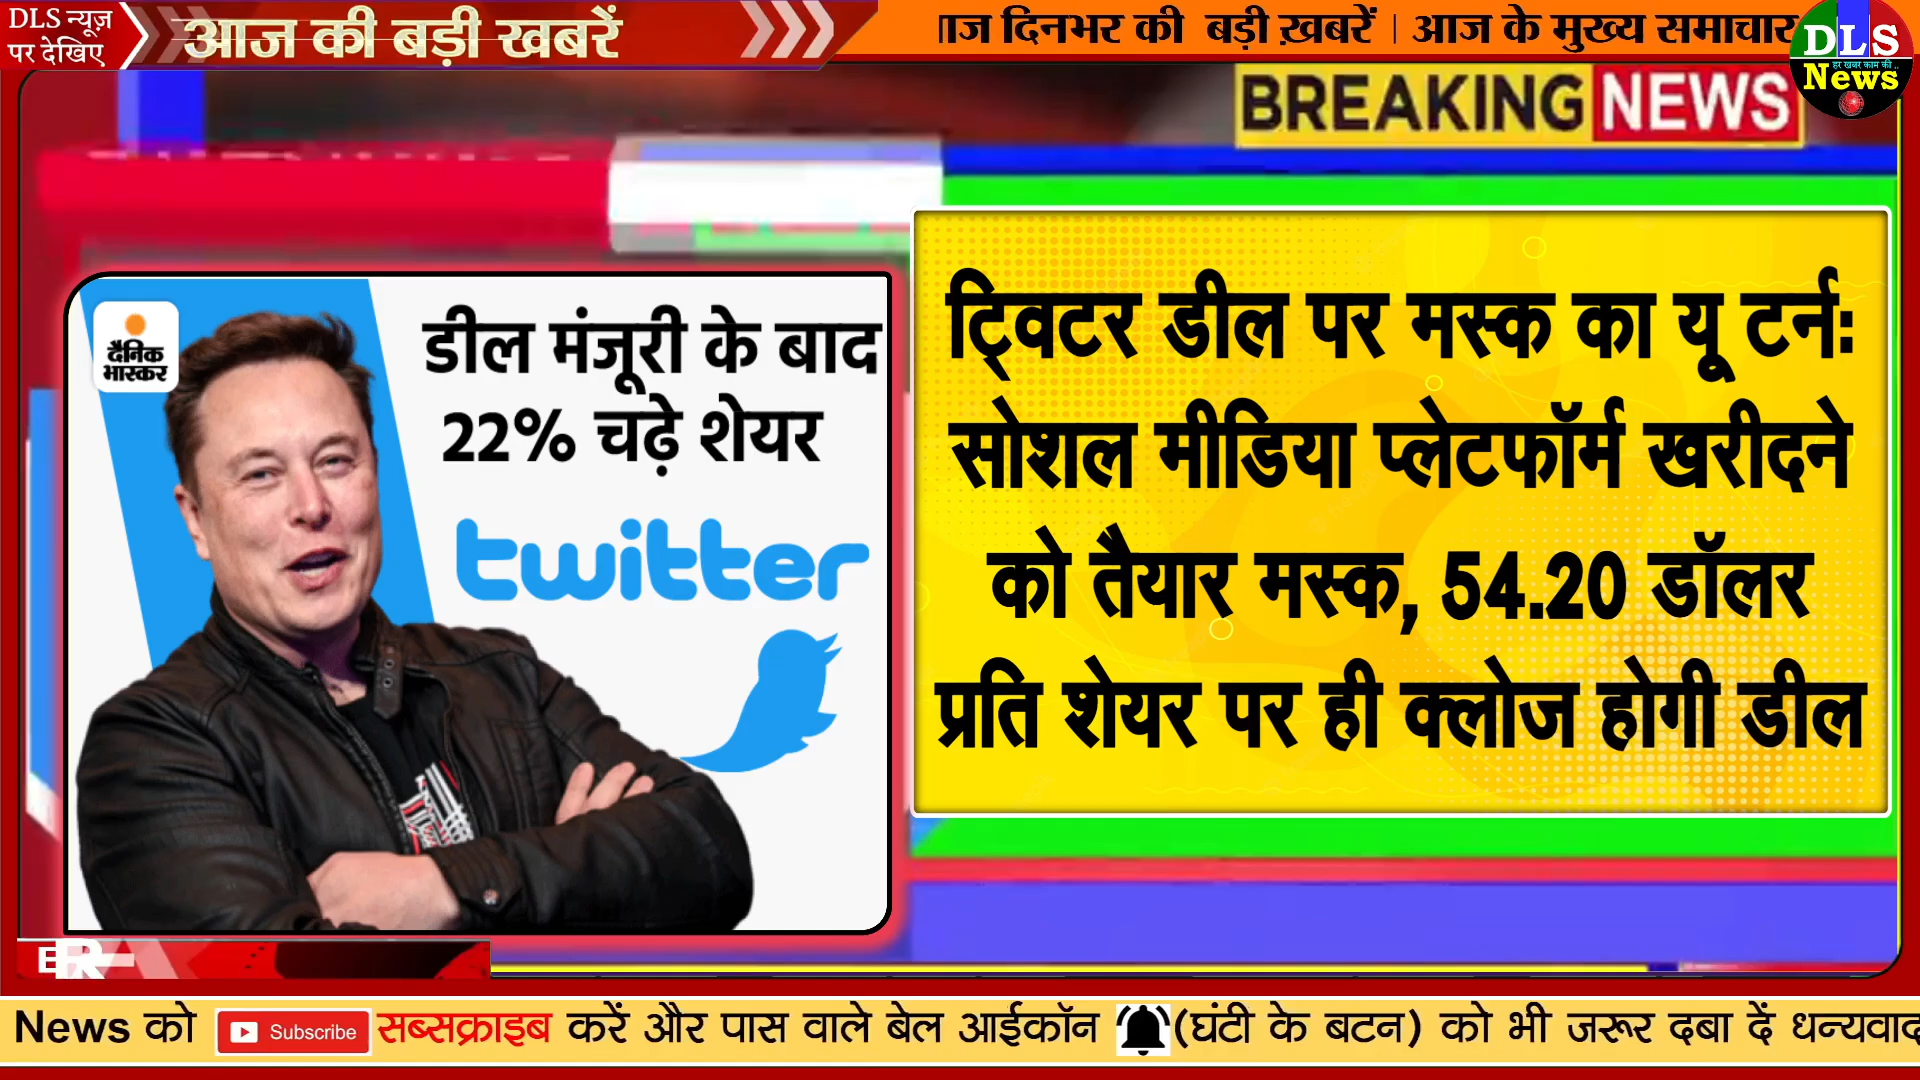 DLS न्यूज़
पर देखिए
आज की बड़ी खबरें
ाज दिनभर की बड़ी ख़बरें | आज के मुख्य समाचार
DLS
हर खबर काम की..
News
BREAKING NEWS
दैनिक
भास्कर
डील मंजूरी के बाद
22% चढ़े शेयर
twitter
ट्विटर डील पर मस्क का यू टर्न:
सोशल मीडिया प्लेटफॉर्म खरीदने
को तैयार मस्क, 54.20 डॉलर
प्रति शेयर पर ही क्लोज होगी डील
News को Subscribe सब्सक्राइब करें और पास वाले बेल आईकॉन (घंटी के बटन) को भी जरूर दबा दें धन्यवाद